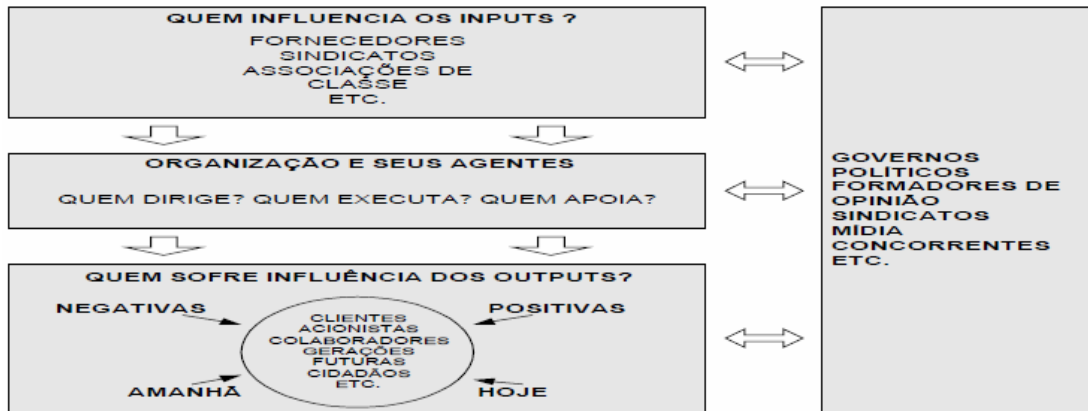 QUEM INFLUENCIA OS INPUTS ?
FORNECEDORES
SINDICATOS
ASSOCIAÇÕES DE
CLASSE
ETC.
ORGANIZAÇÃO E SEUS AGENTES
QUEM DIRIGE? QUEM EXECUTA? QUEM APOIA?
QUEM SOFRE INFLUÊNCIA DOS OUTPUTS?
NEGATIVAS
POSITIVAS
CLIENTES
ACIONISTAS
COLABORADORES
GERAÇÕES
FUTURAS
CIDADÃOS
ETC.
AMANHÃ
HOJE
GOVERNOS
POLÍTICOS
FORMADORES DE
OPINIÃO
SINDICATOS
MÍDIA
CONCORRENTES
ETC.